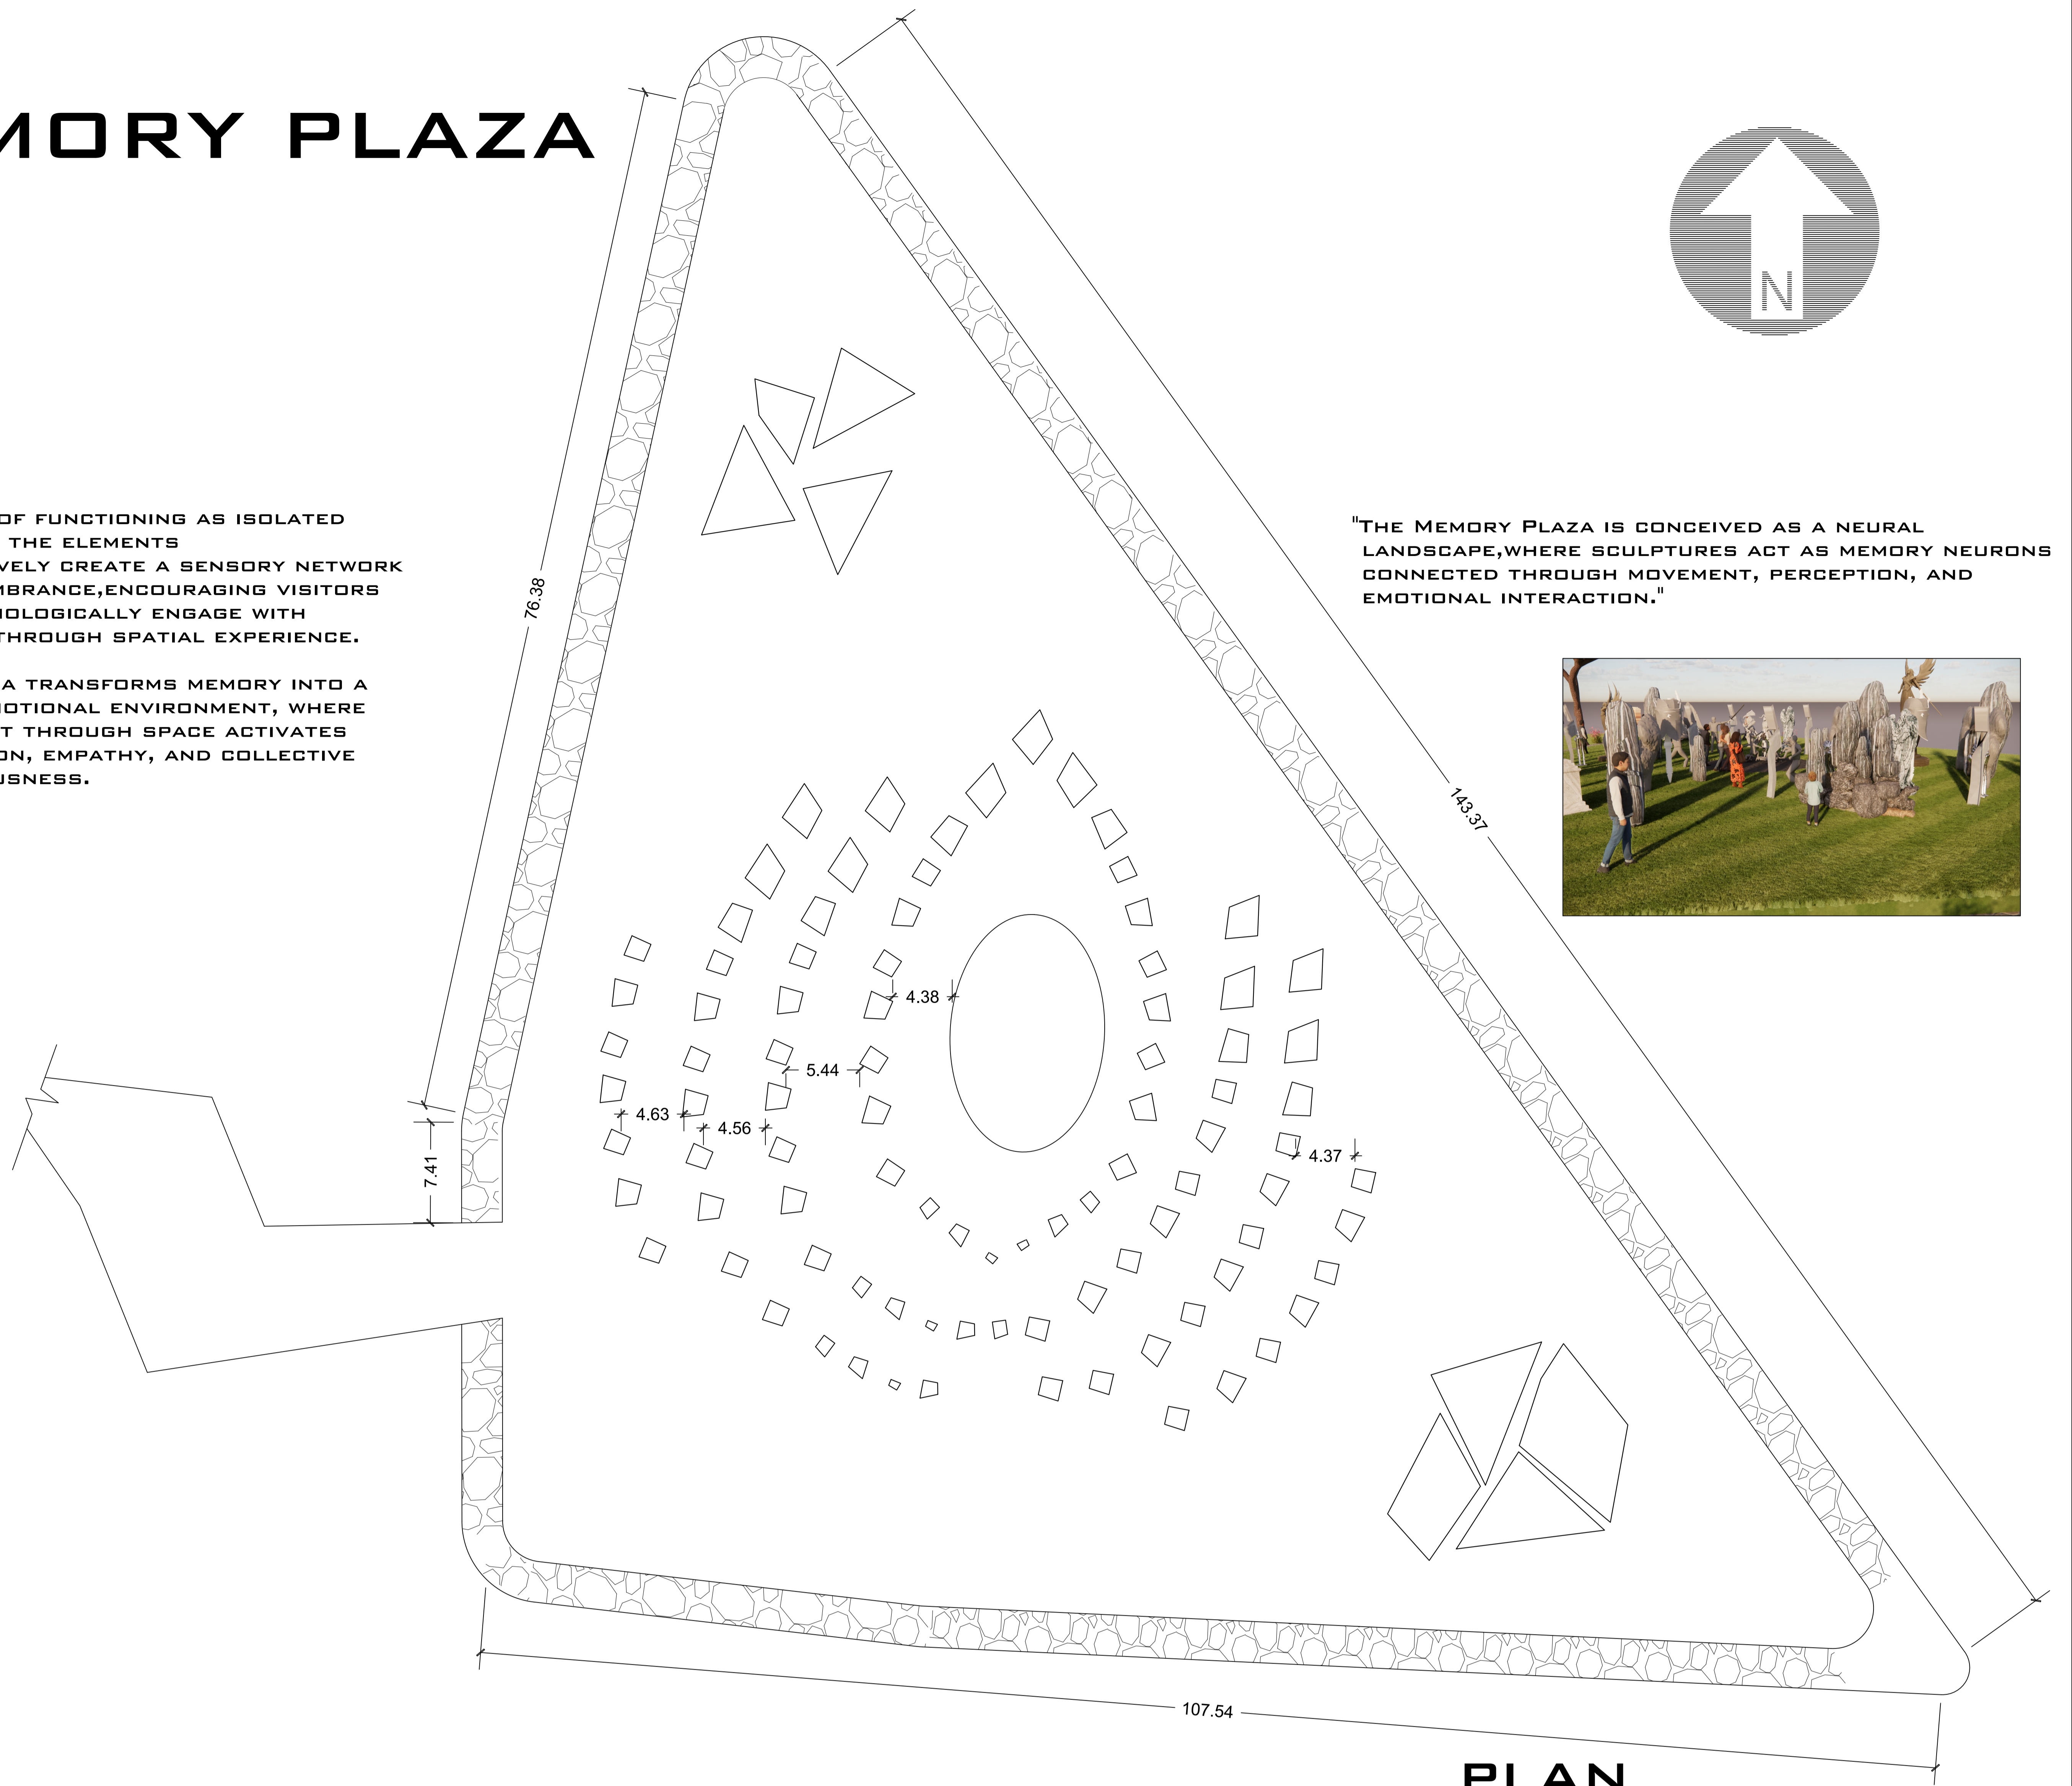 MORY PLAZA
N
OF FUNCTIONING AS ISOLATED
THE ELEMENTS
VELY CREATE A SENSORY NETWORK
MBRANCE,ENCOURAGING VISITORS
HOLOGICALLY ENGAGE WITH
THROUGH SPATIAL EXPERIENCE.
A TRANSFORMS MEMORY INTO A
MOTIONAL ENVIRONMENT, WHERE
T THROUGH SPACE ACTIVATES
ON, EMPATHY, AND COLLECTIVE
USNESS.
"THE MEMORY PLAZA IS CONCEIVED AS A NEURAL
LANDSCAPE,WHERE SCULPTURES ACT AS MEMORY NEURONS
CONNECTED THROUGH MOVEMENT, PERCEPTION, AND
EMOTIONAL INTERACTION."
76.38
143.37
4.38
5.44
4.63
4.56
4.37
7.41
107.54
PLAN